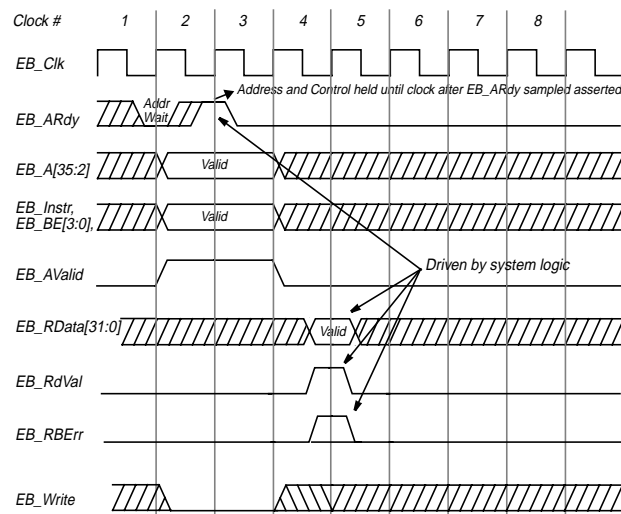 Clock # 1 2 3 4 5 6 7 8
EB_Clk
Address and Control held until clock after EB_ARdy sampled asserted
EB_ARdy
Addr
Wait
EB_A[35:2]
Valid
EB_Instr,
EB_BE[3:0],
Valid
EB_AValid
Driven by system logic
EB_RData[31:0]
Valid
EB_RdVal
EB_RBErr
EB_Write